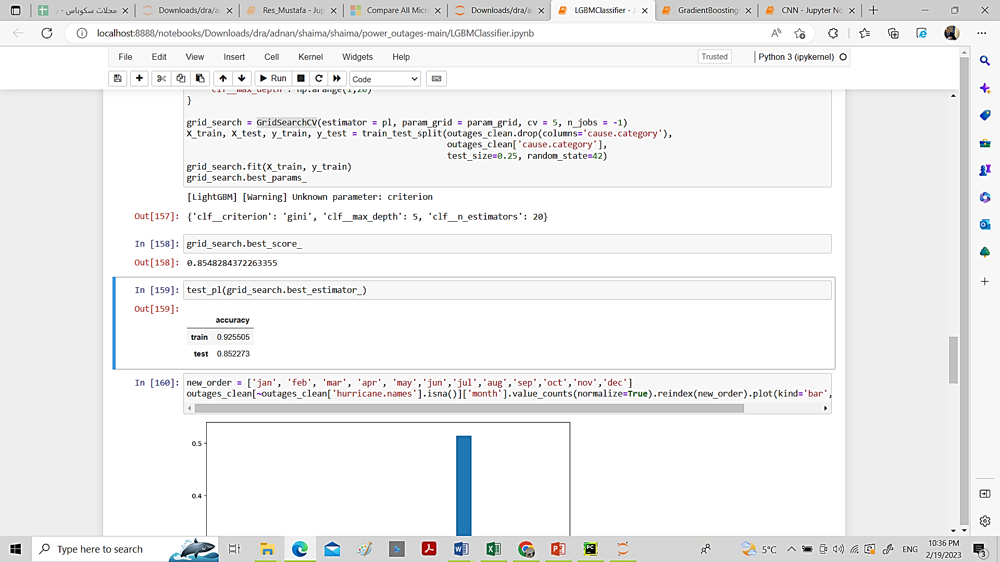 مجلات سكوباس - ب
Downloads/dra/ac
Res_Mustafa - Jup
Compare All Micr
Downloads/dra/a
LGBMClassifier - J
GradientBoosting
CNN - Jupyter No
localhost:8888/notebooks/Downloads/dra/adnan/shaima/shaima/power_outages-main/LGBMClassifier.ipynb
File Edit View Insert Cell Kernel Widgets Help
Trusted
Python 3 (ipykernel)
Run
Code
'clf__max_depth': np.arange(1,20)
}
grid_search = GridSearchCV(estimator = pl, param_grid = param_grid, cv = 5, n_jobs = -1)
X_train, X_test, y_train, y_test = train_test_split(outages_clean.drop(columns='cause.category'),
outages_clean['cause.category'],
test_size=0.25, random_state=42)
grid_search.fit(X_train, y_train)
grid_search.best_params_
[LightGBM] [Warning] Unknown parameter: criterion
Out[157]: {'clf__criterion': 'gini', 'clf__max_depth': 5, 'clf__n_estimators': 20}
In [158]: grid_search.best_score_
Out[158]: 0.8548284372263355
In [159]: test_pl(grid_search.best_estimator_)
Out[159]:
accuracy
train 0.925505
test 0.852273
In [160]: new_order = ['jan', 'feb', 'mar', 'apr', 'may','jun','jul','aug','sep','oct','nov','dec']
outages_clean[~outages_clean['hurricane.names'].isna()]['month'].value_counts(normalize=True).reindex(new_order).plot(kind='bar',
0.5
0.4
Type here to search
5°C
ENG
10:36 PM
2/19/2023
3